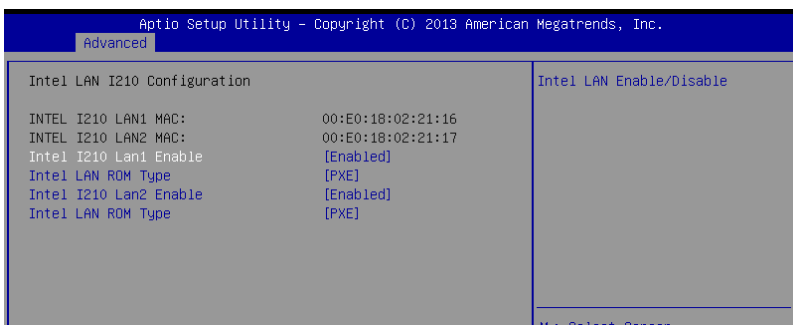 Aptio Setup Utility – Copyright (C) 2013 American Megatrends, Inc.
Advanced
Intel LAN I210 Configuration
INTEL I210 LAN1 MAC: 00:E0:18:02:21:16
INTEL I210 LAN2 MAC: 00:E0:18:02:21:17
Intel I210 Lan1 Enable [Enabled]
Intel LAN ROM Type [PXE]
Intel I210 Lan2 Enable [Enabled]
Intel LAN ROM Type [PXE]
Intel LAN Enable/Disable